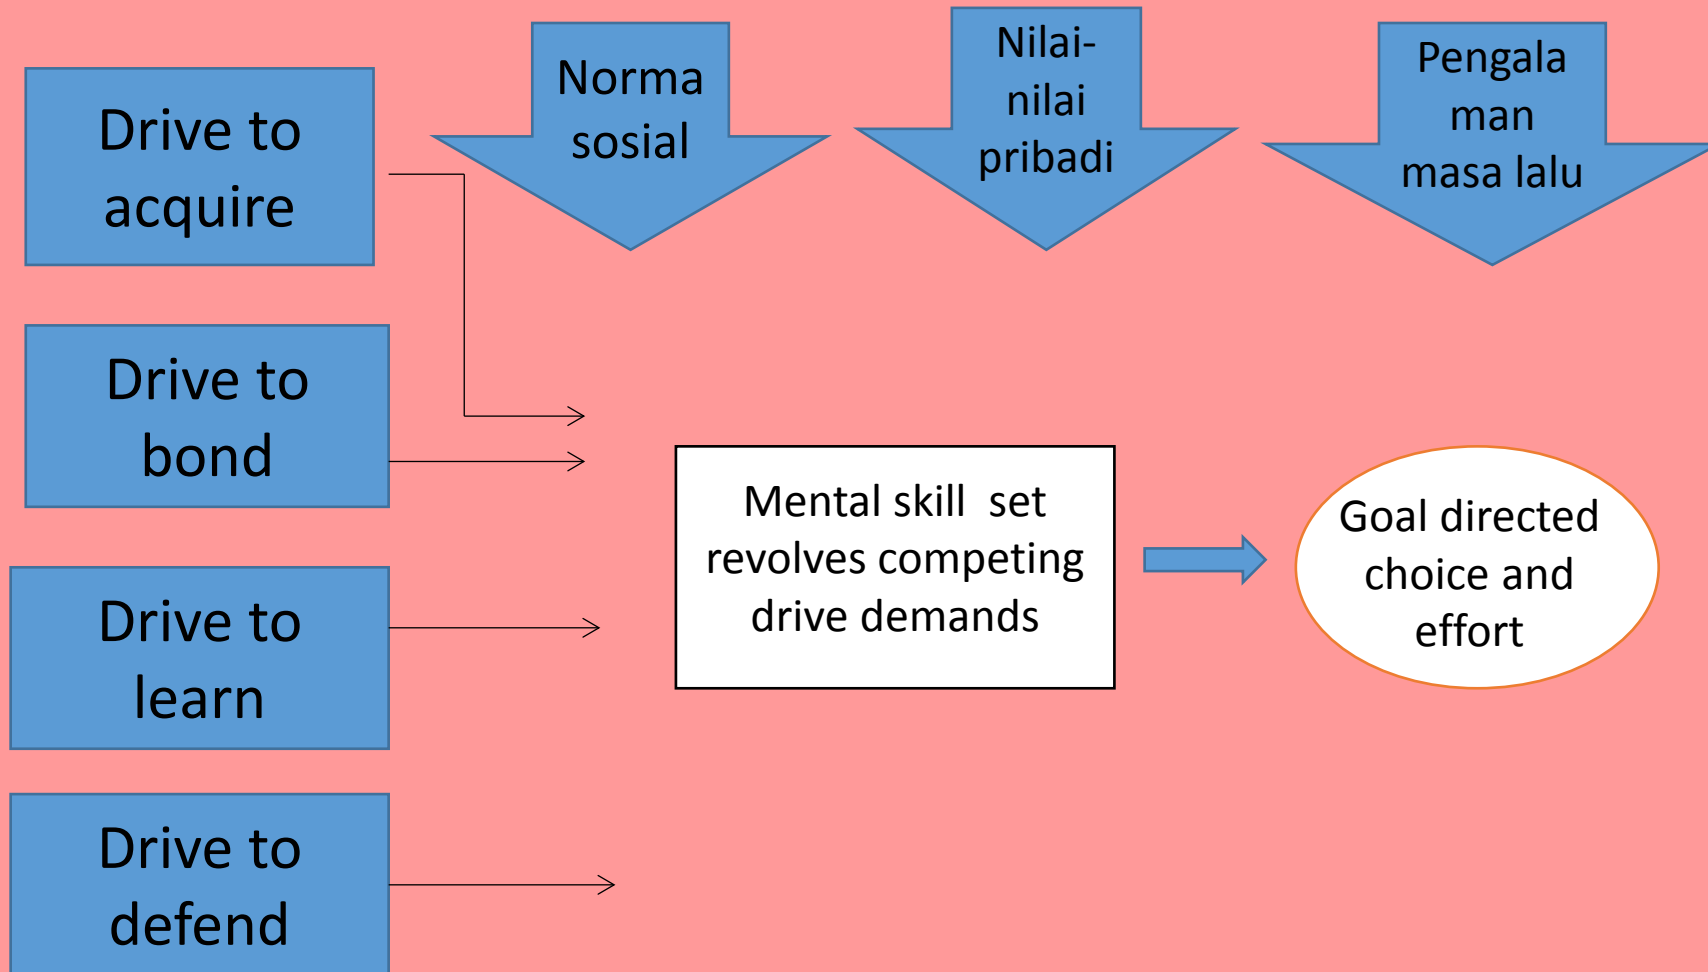 Drive to
acquire
Norma
sosial
Nilai-
nilai
pribadi
Pengala
man
masa lalu
Drive to
bond
Drive to
learn
Drive to
defend
Mental skill  set
revolves competing
drive demands
Goal directed
choice and
effort